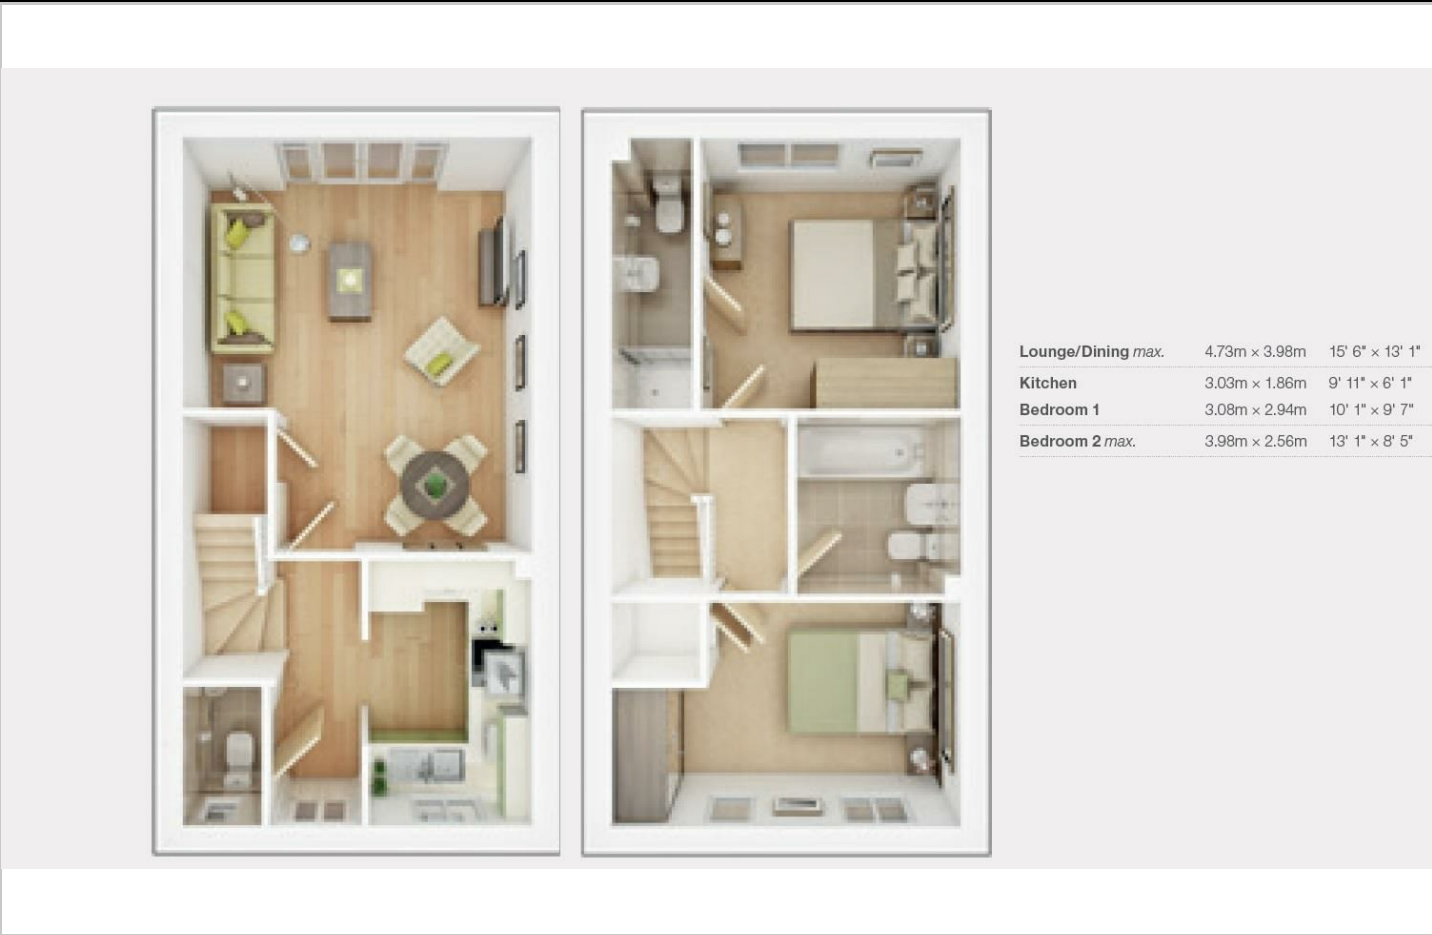 Lounge/Dining max. 4.73m × 3.98m 15' 6" × 13' 1"
Kitchen 3.03m × 1.86m 9' 11" × 6' 1"
Bedroom 1 3.08m × 2.94m 10' 1" × 9' 7"
Bedroom 2 max. 3.98m × 2.56m 13' 1" × 8' 5"